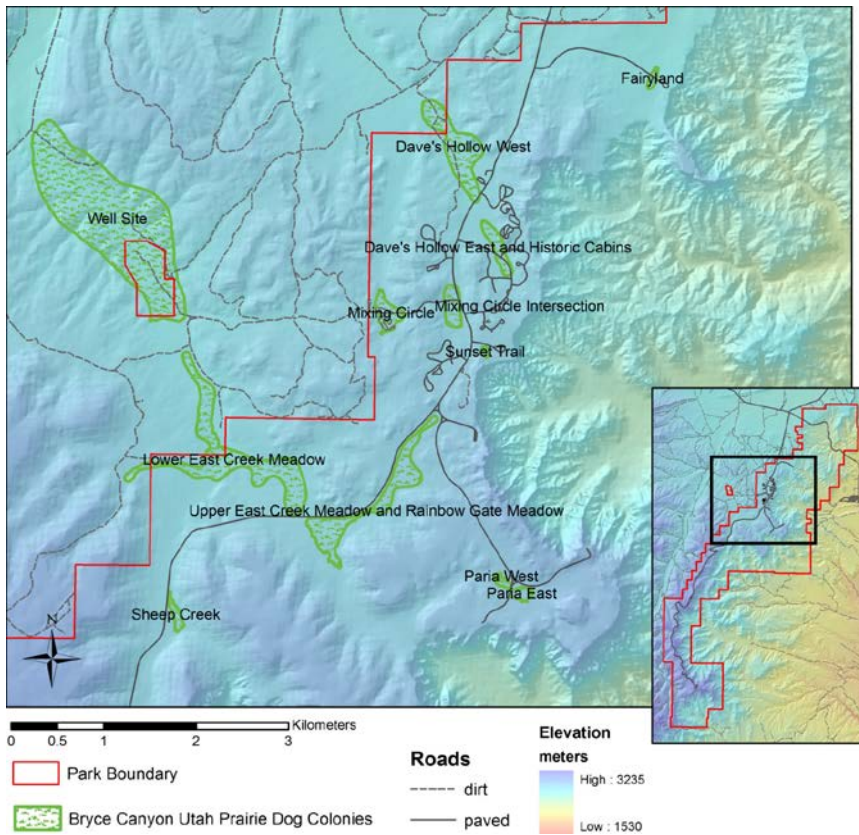 Fairyland
Dave's Hollow West
Well Site
Dave's Hollow East and Historic Cabins
Mixing Circle
Mixing Circle Intersection
Sunset Trail
Lower East Creek Meadow
Upper East Creek Meadow and Rainbow Gate Meadow
Paria West
Paria East
Sheep Creek
N
Kilometers
0 0.5 1 2 3
Park Boundary
Bryce Canyon Utah Prairie Dog Colonies
Roads
dirt
paved
Elevation
meters
High : 3235
Low : 1530